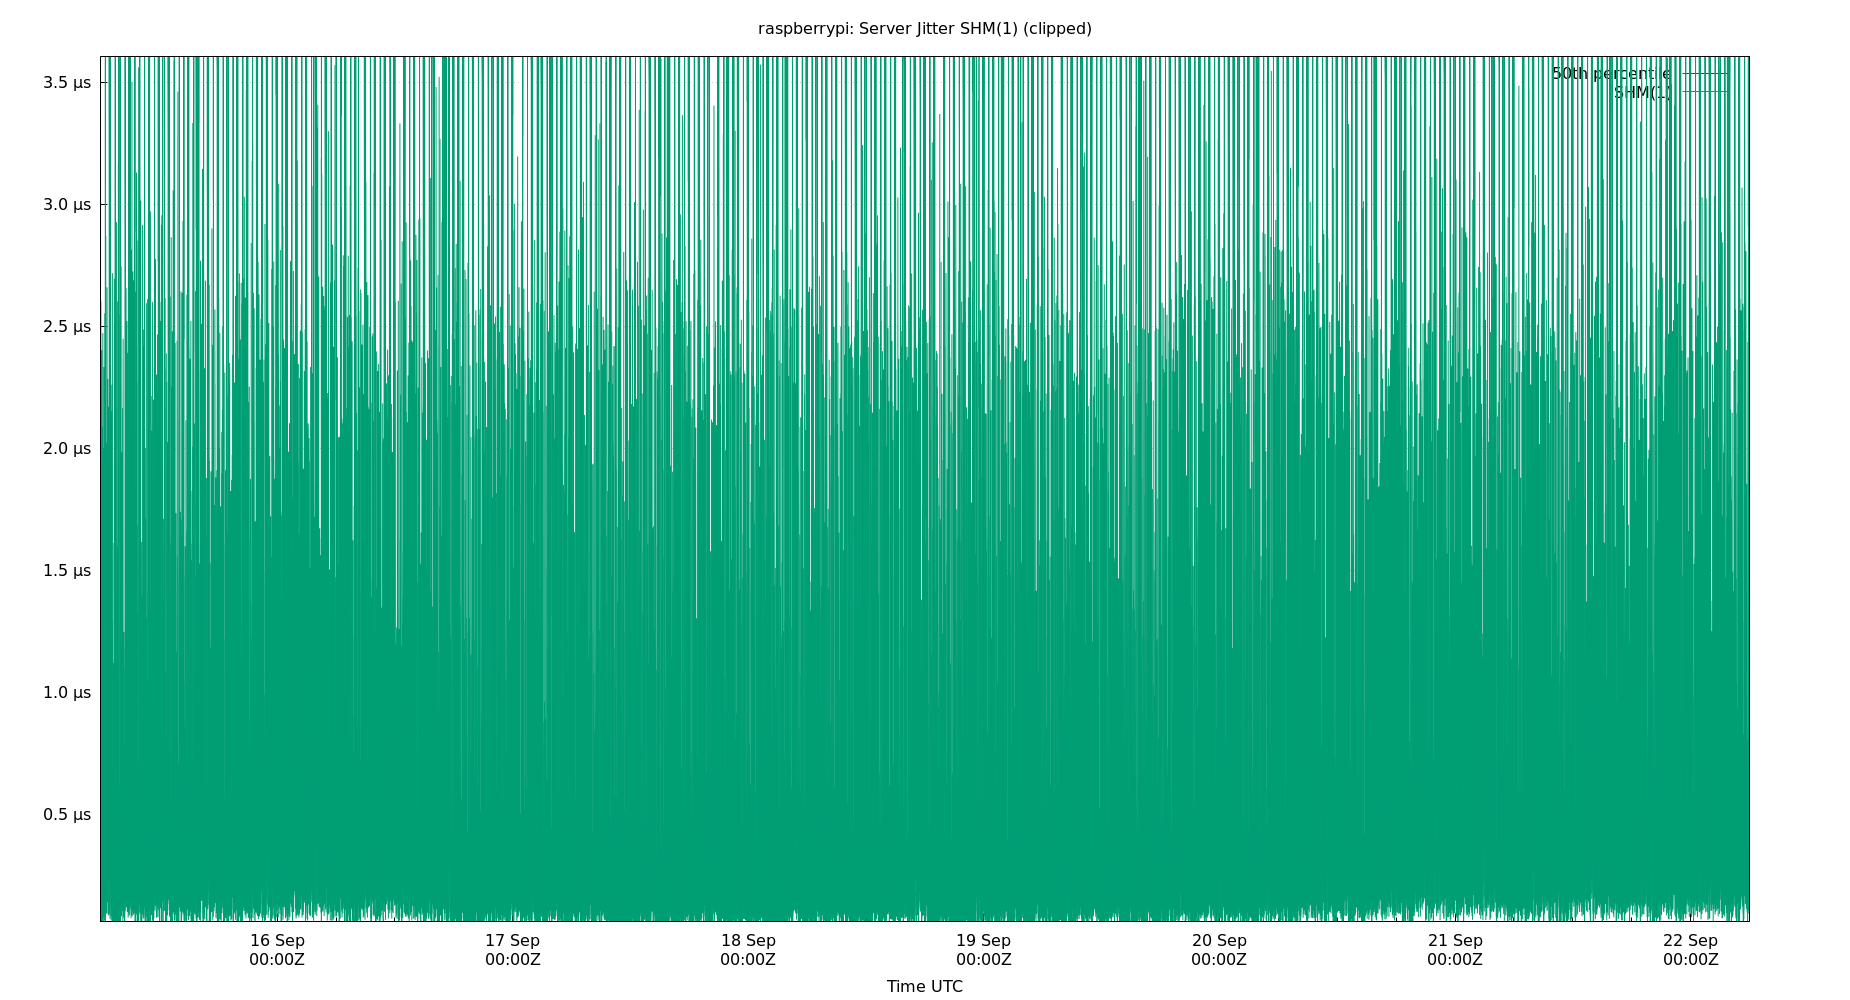 raspberrypi: Server Jitter SHM(1) (clipped)
50th percentile
SHM(1)
3.5 µs
3.0 µs
2.5 µs
2.0 µs
1.5 µs
1.0 µs
0.5 µs
16 Sep 17 Sep 18 Sep 19 Sep 20 Sep 21 Sep 22 Sep
00:00Z 00:00Z 00:00Z 00:00Z 00:00Z 00:00Z 00:00Z
Time UTC